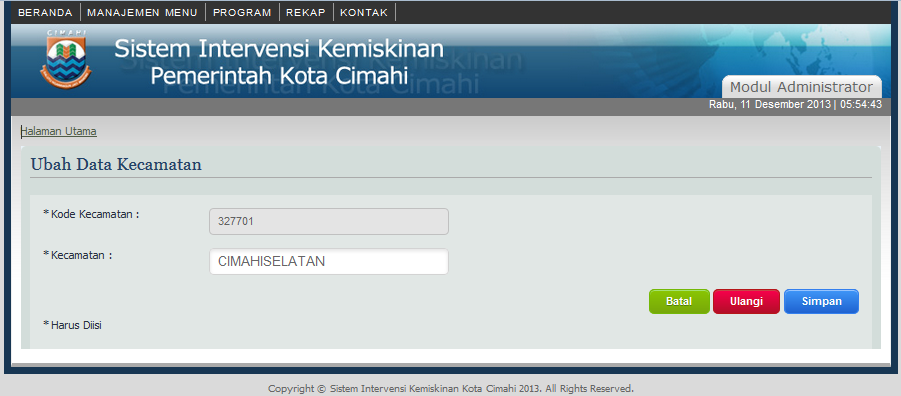 BERANDA MANAJEMEN MENU PROGRAM REKAP KONTAK
CIMAHI
Sistem Intervensi Kemiskinan
Pemerintah Kota Cimahi
Modul Administrator
Rabu, 11 Desember 2013 | 05:54:43
Halaman Utama
Ubah Data Kecamatan
* Kode Kecamatan :
327701
* Kecamatan :
CIMAHISELATAN
Batal Ulangi Simpan
* Harus Diisi
Copyright © Sistem Intervensi Kemiskinan Kota Cimahi 2013. All Rights Reserved.